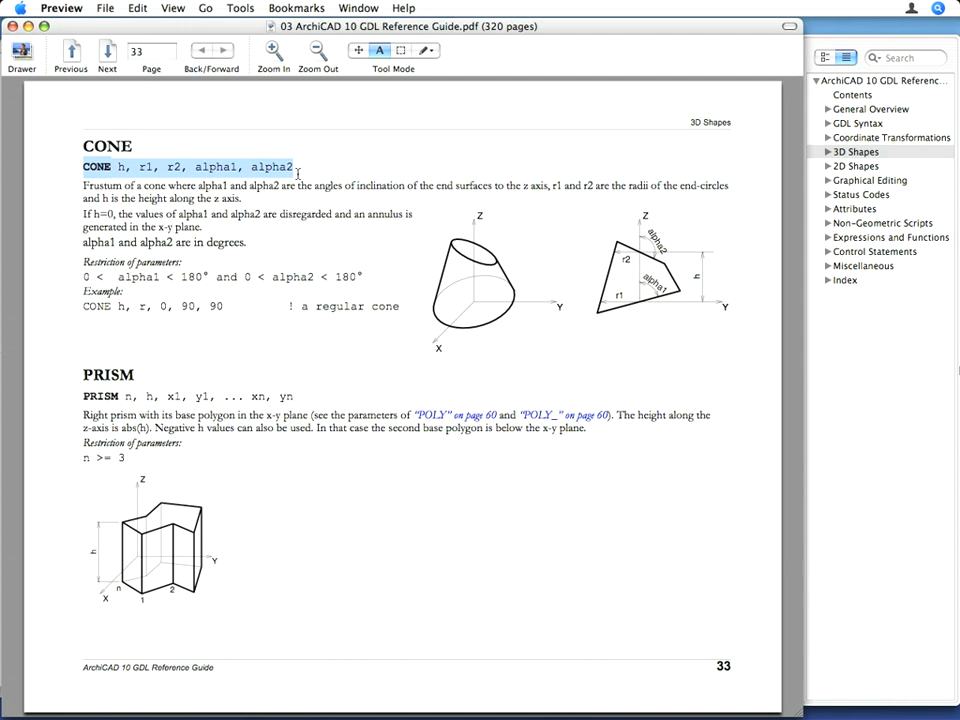 Preview File Edit View Go Tools Bookmarks Window Help
03 ArchiCAD 10 GDL Reference Guide.pdf (320 pages)
33
Drawer Previous Next Page Back/Forward Zoom In Zoom Out Tool Mode
A
3D Shapes
CONE
CONE h, r1, r2, alpha1, alpha2
Frustum of a cone where alpha1 and alpha2 are the angles of inclination of the end surfaces to the z axis, r1 and r2 are the radii of the end-circles
and h is the height along the z axis.
If h=0, the values of alpha1 and alpha2 are disregarded and an annulus is
generated in the x-y plane.
alpha1 and alpha2 are in degrees.
Restriction of parameters:
0 < alpha1 < 180° and 0 < alpha2 < 180°
Example:
CONE h, r, 0, 90, 90 ! a regular cone
Z
Y
X
Z
alpha2
r2
h
alpha1
r1
Y
PRISM
PRISM n, h, x1, y1, ... xn, yn
Right prism with its base polygon in the x-y plane (see the parameters of "POLY" on page 60 and "POLY_" on page 60). The height along the
z-axis is abs(h). Negative h values can also be used. In that case the second base polygon is below the x-y plane.
Restriction of parameters:
n >= 3
Z
h
Y
n
2
X
1
ArchiCAD 10 GDL Reference Guide
33
Search
ArchiCAD 10 GDL Referenc...
Contents
General Overview
GDL Syntax
Coordinate Transformations
3D Shapes
2D Shapes
Graphical Editing
Status Codes
Attributes
Non-Geometric Scripts
Expressions and Functions
Control Statements
Miscellaneous
Index